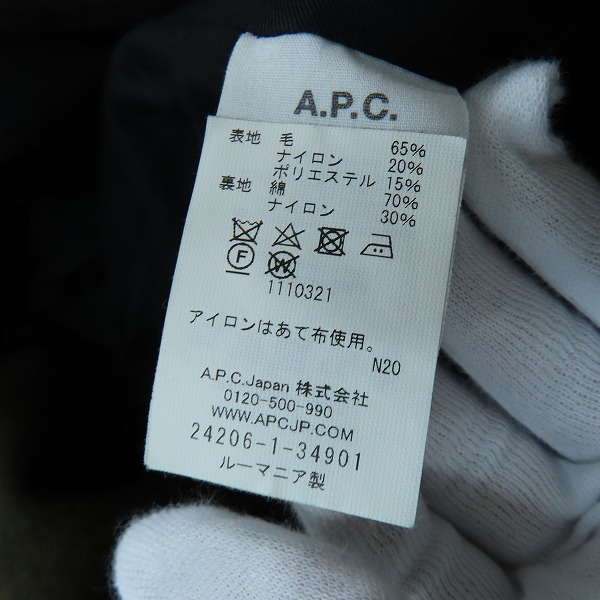 A.P.C.
表地 毛 65%
ナイロン 20%
ポリエステル 15%
裏地 綿 70%
ナイロン 30%
F W
1110321
アイロンはあて布使用。
N20
A.P.C.Japan 株式会社
0120-500-990
WWW.APCJP.COM
24206-1-34901
ルーマニア製